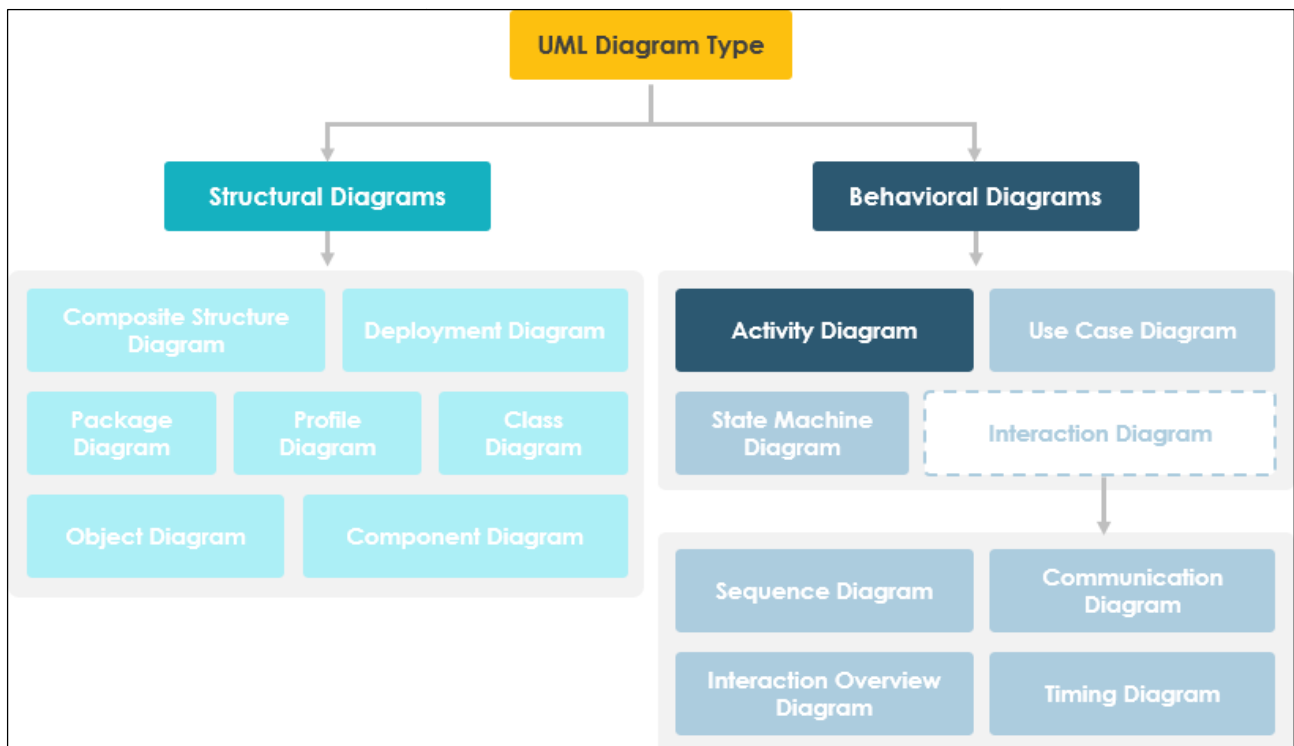 UML Diagram Type
Structural Diagrams
Behavioral Diagrams
Composite Structure
Diagram
Deployment Diagram
Package
Diagram
Profile
Diagram
Class
Diagram
Object Diagram
Component Diagram
Activity Diagram
Use Case Diagram
State Machine
Diagram
Interaction Diagram
Sequence Diagram
Communication
Diagram
Interaction Overview
Diagram
Timing Diagram